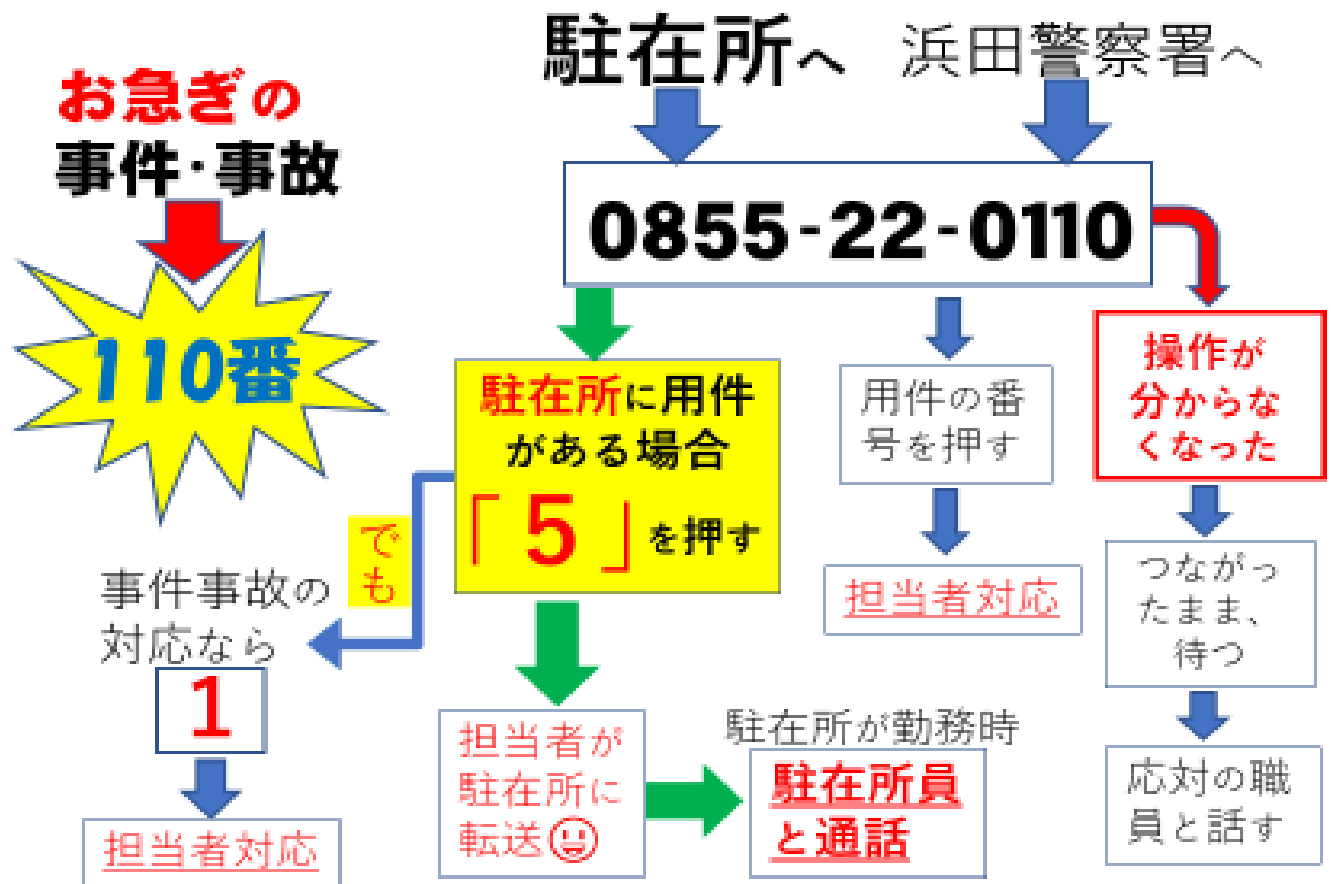 駐在所へ
浜田警察署へ
お急ぎの
事件・事故
110番
0855-22-0110
駐在所に用件
がある場合
「5」を押す
でも
事件事故の
対応なら
1
担当者対応
担当者が
駐在所に
転送
駐在所が勤務時
駐在所員
と通話
用件の番
号を押す
担当者対応
操作が
分からな
くなった
つながっ
たまま、
待つ
応対の職
員と話す